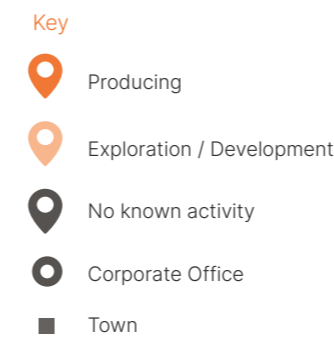 Key
Producing
Exploration / Development
No known activity
Corporate Office
Town